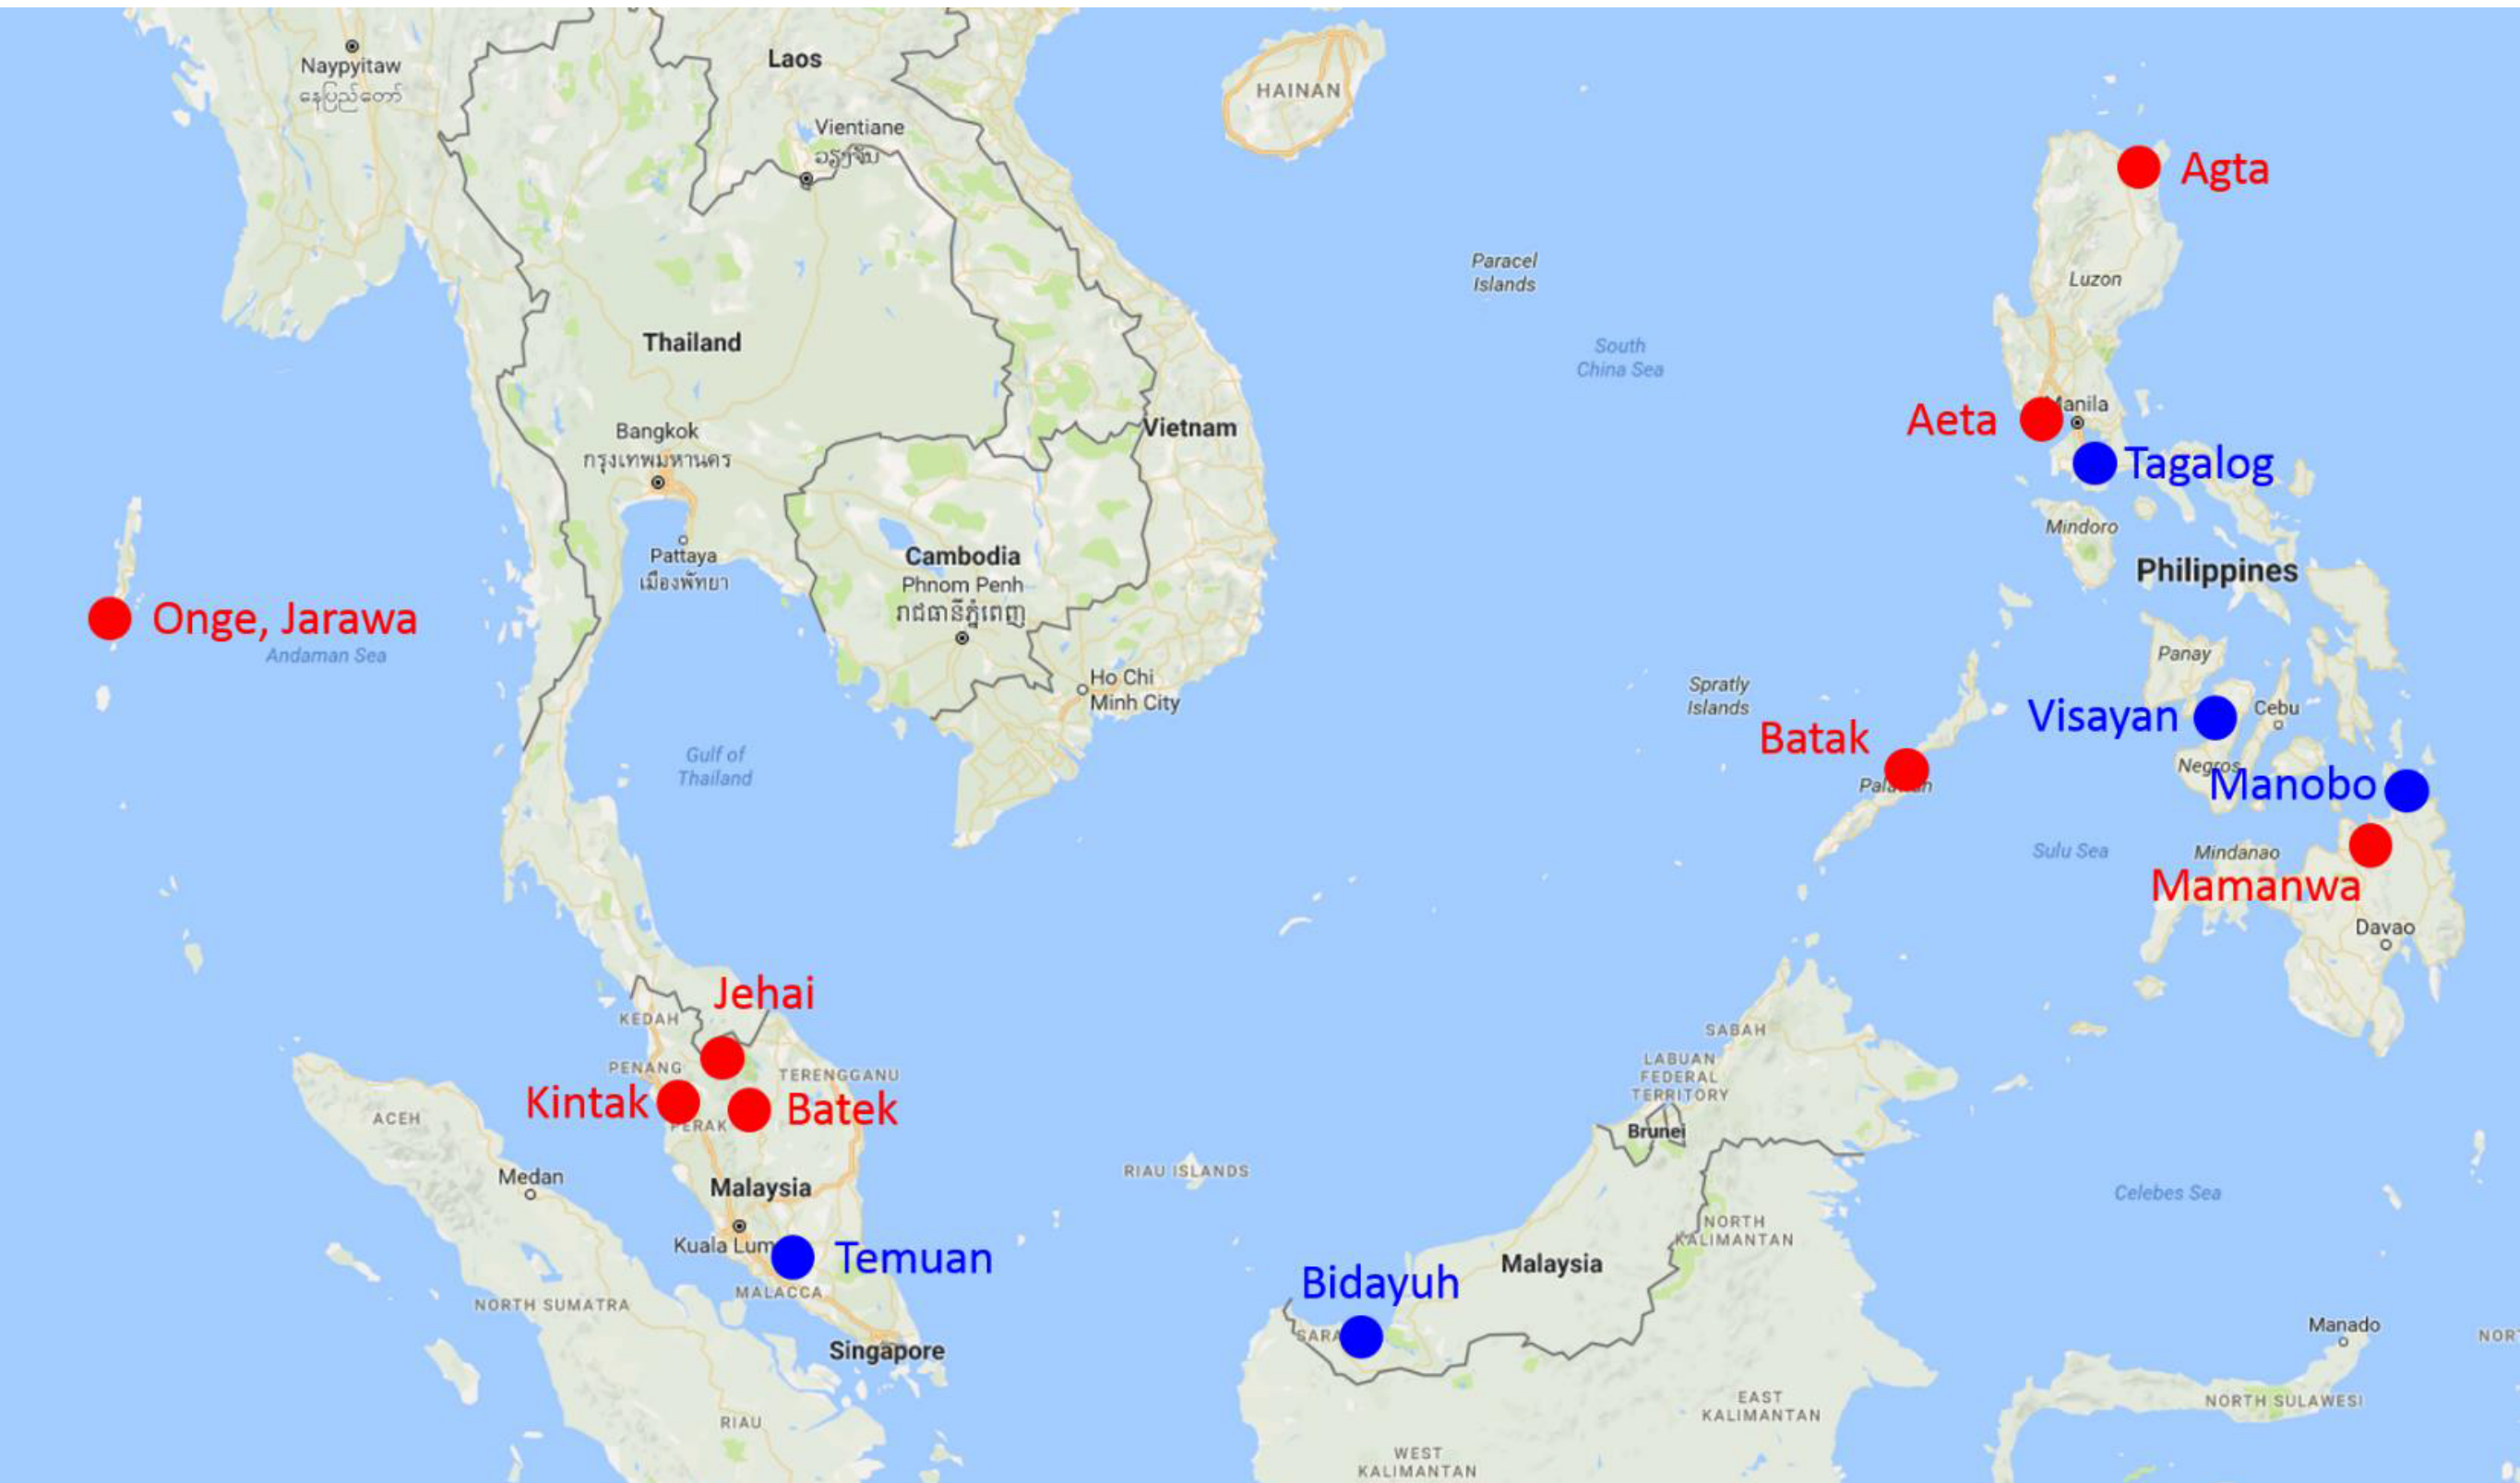 Naypyitaw
နေပြည်တော်
Laos
HAINAN
Vientiane
ວຽງຈັນ
Agta
Luzon
Paracel
Islands
South
China Sea
Thailand
Bangkok
กรุงเทพมหานคร
Vietnam
Aeta
Manila
Tagalog
Pattaya
เมืองพัทยา
Cambodia
Phnom Penh
រាជធានីភ្នំពេញ
Mindoro
Philippines
Onge, Jarawa
Andaman Sea
Ho Chi
Minh City
Spratly
Islands
Panay
Visayan
Cebu
Batak
Gulf of
Thailand
Negros
Manobo
Sulu Sea
Mindanao
Mamanwa
Davao
Jehai
KEDAH
PENANG
TERENGGANU
Kintak
Batek
PERAK
ACEH
SABAH
LABUAN
FEDERAL
TERRITORY
Brunei
Medan
Malaysia
RIAU ISLANDS
Celebes Sea
Kuala Lum
Temuan
MALACCA
NORTH
KALIMANTAN
Malaysia
Bidayuh
NORTH SUMATRA
SARA
Singapore
Manado
NOR
RIAU
EAST
KALIMANTAN
NORTH SULAWESI
WEST
KALIMANTAN